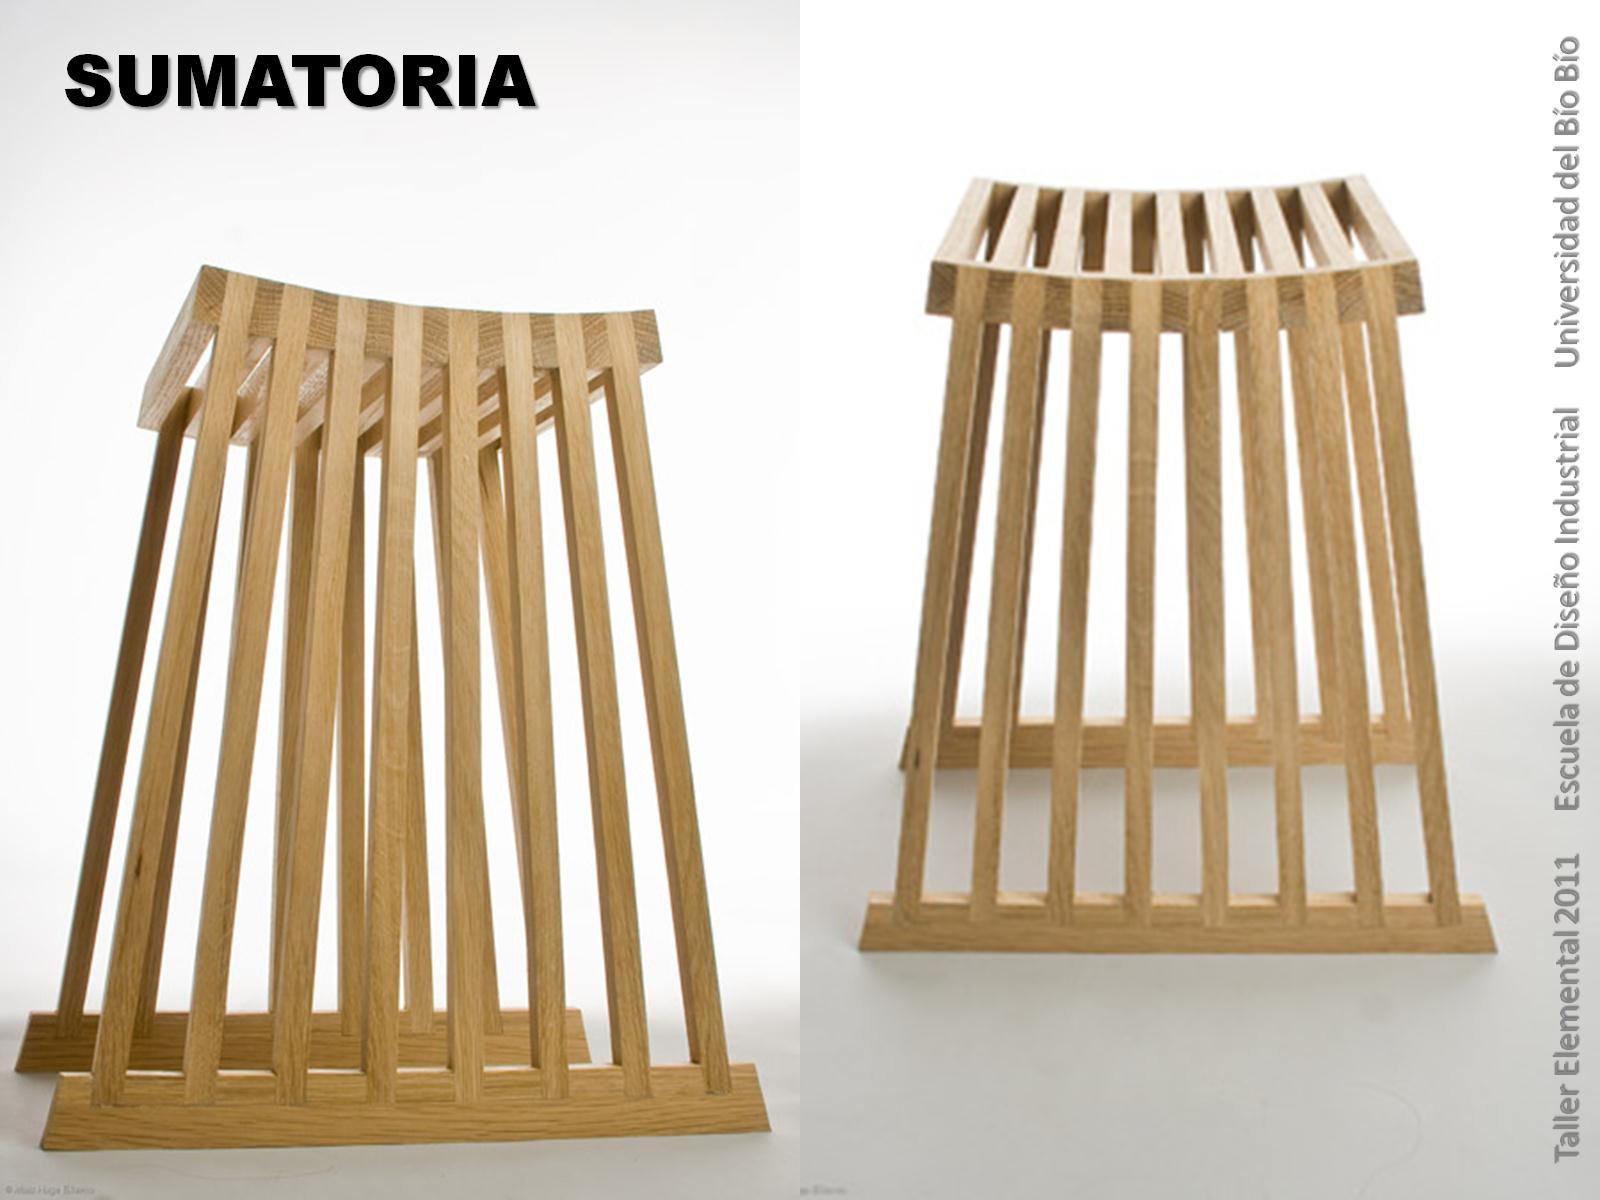 SUMATORIA
Taller Elemental 2011 Escuela de Diseño Industrial Universidad del Bío Bío